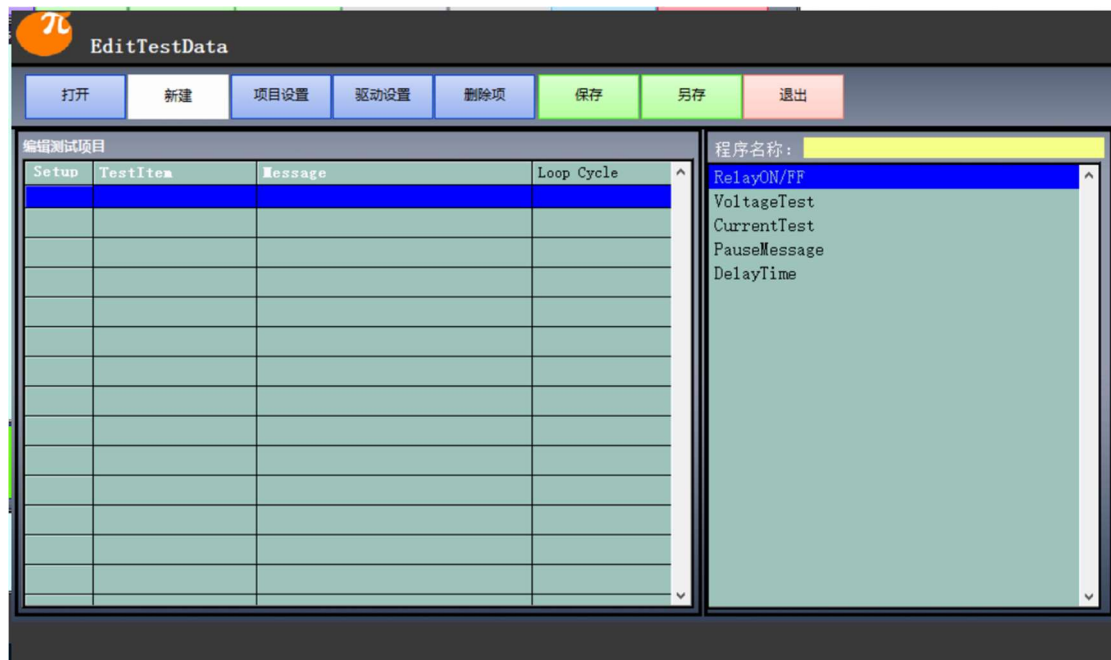 π
EditTestData
打开 新建 项目设置 驱动设置 删除项 保存 另存 退出
编辑测试项目
Setup TestItem Message Loop Cycle
程序名称:
RelayON/FF
VoltageTest
CurrentTest
PauseMessage
DelayTime